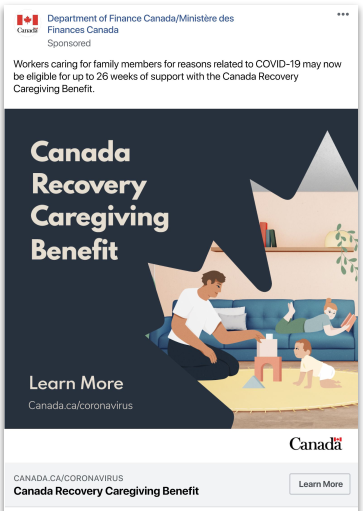 Department of Finance Canada/Ministère des
Finances Canada
Sponsored
Canada
Workers caring for family members for reasons related to COVID-19 may now
be eligible for up to 26 weeks of support with the Canada Recovery
Caregiving Benefit.
Canada
Recovery
Caregiving
Benefit
Learn More
Canada.ca/coronavirus
Canada
CANADA.CA/CORONAVIRUS
Canada Recovery Caregiving Benefit
Learn More